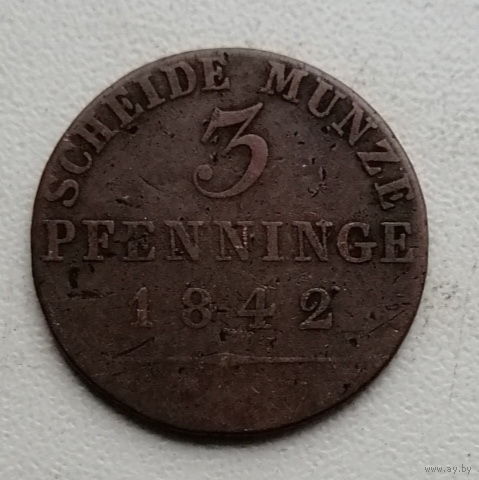 SCHEIDE MUNZE
3
PFENNINGE
1842
www.ay.by